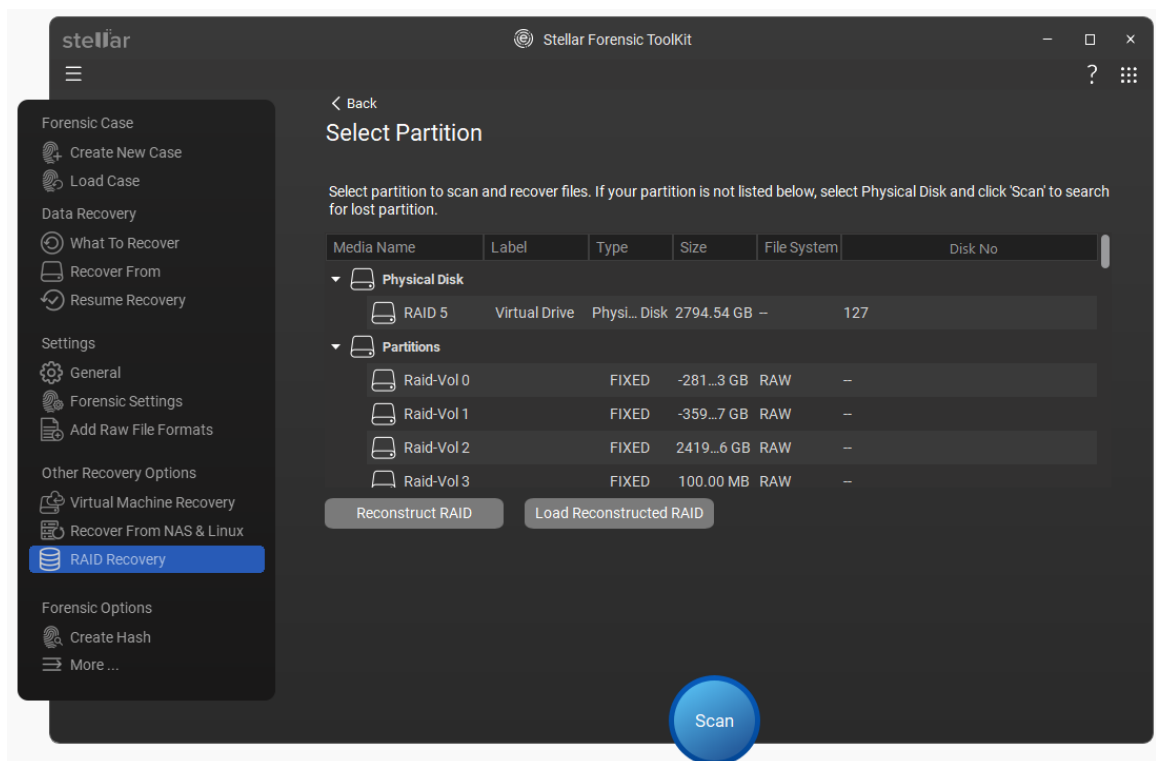 stellar
Stellar Forensic ToolKit
?
Back
Select Partition
Select partition to scan and recover files. If your partition is not listed below, select Physical Disk and click 'Scan' to search
for lost partition.
Media Name Label Type Size File System Disk No
Physical Disk
RAID 5 Virtual Drive Physi... Disk 2794.54 GB -- 127
Partitions
Raid-Vol 0 FIXED -281...3 GB RAW --
Raid-Vol 1 FIXED -359...7 GB RAW --
Raid-Vol 2 FIXED 2419...6 GB RAW --
Raid-Vol 3 FIXED 100.00 MB RAW --
Reconstruct RAID
Load Reconstructed RAID
Scan
Forensic Case
Create New Case
Load Case
Data Recovery
What To Recover
Recover From
Resume Recovery
Settings
General
Forensic Settings
Add Raw File Formats
Other Recovery Options
Virtual Machine Recovery
Recover From NAS & Linux
RAID Recovery
Forensic Options
Create Hash
More ...